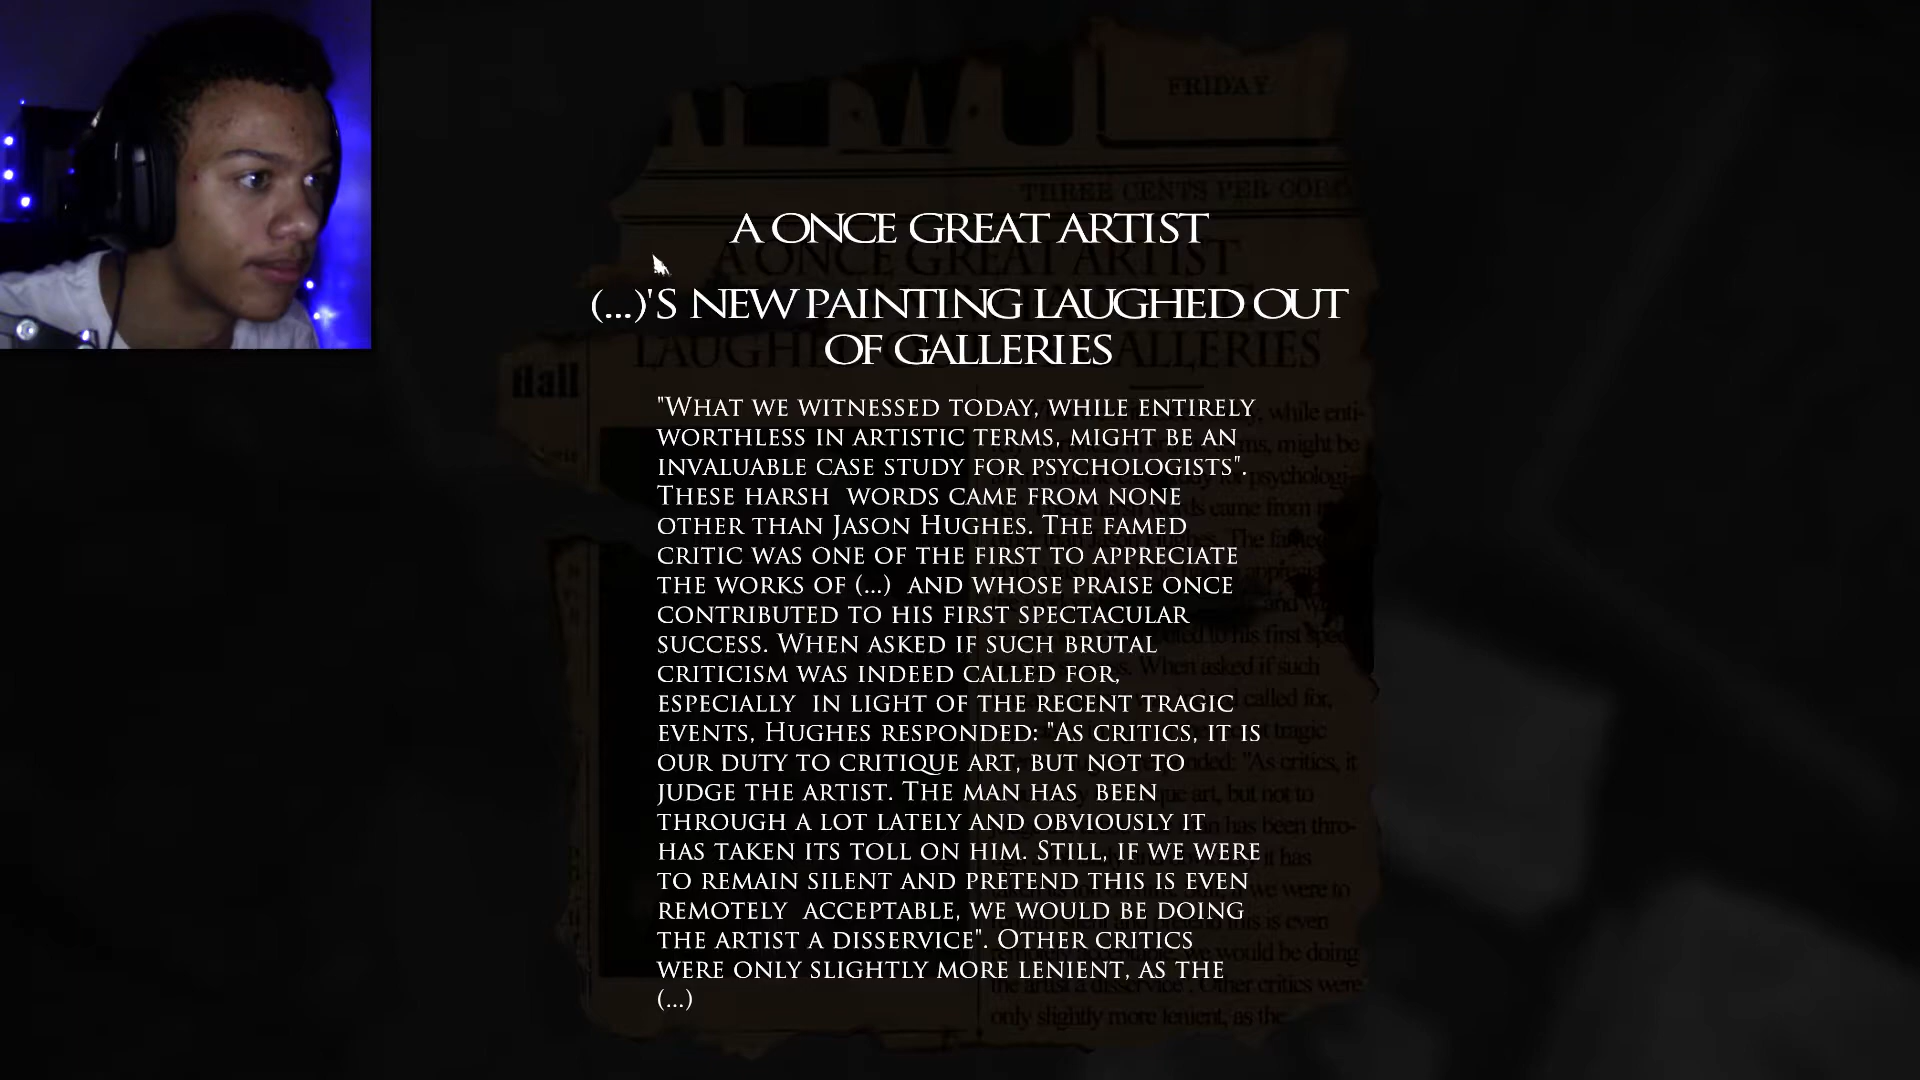 FRIDAY.
THREE CENTS PER COPY
A ONCE GREAT ARTIST
(...)'S NEW PAINTING LAUGHED OUT
OF GALLERIES
"What we witnessed today, while entirely
worthless in artistic terms, might be an
invaluable case study for psychologists".
These harsh  words came from none
other than Jason Hughes. The famed
critic was one of the first to appreciate
the works of (...)  and whose praise once
contributed to his first spectacular
success. When asked if such brutal
criticism was indeed called for,
especially  in light of the recent tragic
events, Hughes responded: "As critics, it is
our duty to critique art, but not to
judge the artist. The man has  been
through a lot lately and obviously it
has taken its toll on him. Still, if we were
to remain silent and pretend this is even
remotely  acceptable, we would be doing
the artist a disservice". Other critics
were only slightly more lenient, as the
(...)